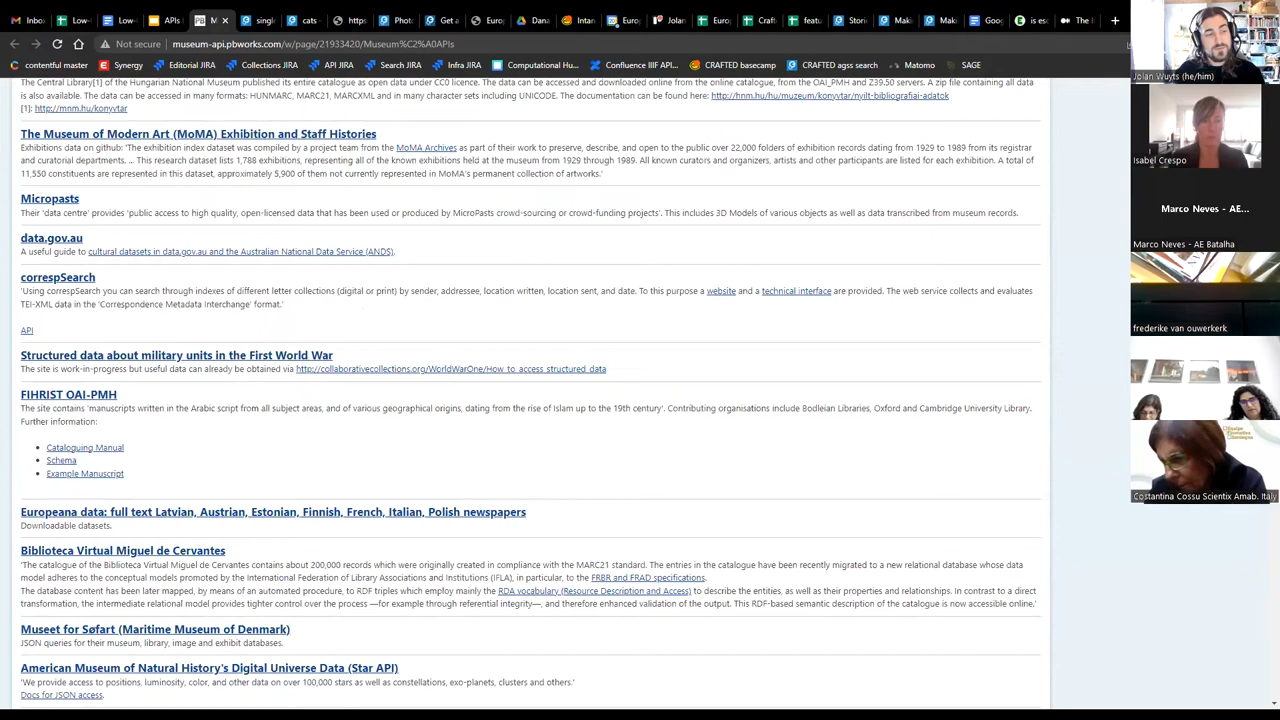 Inbo
Low-
Low-
APIs
M
singl
cats -
https
Phot
Get a
Euro
Dana
Intar
Euro
Jolan
Euro
Craft
featu
Storie
Make
Maki
Goog
is esc
The I
Not secure
museum-api.pbworks.com/w/page/21933420/Museum%C2%A0APIs
contentful master
Synergy
Editorial JIRA
Collections JIRA
API JIRA
Infra JIRA
Computational Hu...
Confluence IIIF API...
CRAFTED basecamp
CRAFTED search
Agro search
Matomo
SAGE
The Central Library[1] of the Hungarian National Museum published its entire catalogue as open data under CC0 licence. The data can be accessed and downloaded online from the online catalogue, from the OAI_PMH and Z39.50 servers. A zip file containing all data
is also available. The data can be accessed in many formats: HUNMARC, MARC21, MARCXML and in many character sets including UNICODE. The documentation can be found here: http://hnm.hu/hu/muzeum/konyvtar/nyilt-bibliografiai-adatok
[1]: http://mnm.hu/konyvtar
The Museum of Modern Art (MoMA) Exhibition and Staff Histories
Exhibitions data on github: 'The exhibition index dataset was compiled by a project team from the MoMA Archives as part of their work to preserve, describe, and open to the public over 22,000 folders of exhibition records dating from 1929 to 1989 from its registrar
and curatorial departments. ... This research dataset lists 1,788 exhibitions, representing all of the known exhibitions held at the museum from 1929 through 1989. All known curators and organizers, artists and other participants are listed for each exhibition. A total of
11,550 constituents are represented in this dataset, approximately 5,900 of them not currently represented in MoMA's permanent collection of artworks.'
Micropasts
Their 'data centre' provides 'public access to high quality, open-licensed data that has been used or produced by MicroPasts crowd-sourcing or crowd-funding projects'. This includes 3D Models of various objects as well as data transcribed from museum records.
data.gov.au
A useful guide to cultural datasets in data.gov.au and the Australian National Data Service (ANDS).
correspSearch
'Using correspSearch you can search through indexes of different letter collections (digital or print) by sender, addressee, location written, location sent, and date. To this purpose a website and a technical interface are provided. The web service collects and evaluates
TEI-XML data in the 'Correspondence Metadata Interchange' format.'
API
Structured data about military units in the First World War
The site is work-in-progress but useful data can already be obtained via http://collaborativecollections.org/WorldWarOne/How_to_access_structured_data
FIHRIST OAI-PMH
The site contains 'manuscripts written in the Arabic script from all subject areas, and of various geographical origins, dating from the rise of Islam up to the 19th century'. Contributing organisations include Bodleian Libraries, Oxford and Cambridge University Library.
Further information:
• Cataloguing Manual
• Schema
• Example Manuscript
Europeana data: full text Latvian, Austrian, Estonian, Finnish, French, Italian, Polish newspapers
Downloadable datasets.
Biblioteca Virtual Miguel de Cervantes
'The catalogue of the Biblioteca Virtual Miguel de Cervantes contains about 200,000 records which were originally created in compliance with the MARC21 standard. The entries in the catalogue have been recently migrated to a new relational database whose data
model adheres to the conceptual models promoted by the International Federation of Library Associations and Institutions (IFLA), in particular, to the FRBR and FRAD specifications.
The database content has been later mapped, by means of an automated procedure, to RDF triples which employ mainly the RDA vocabulary (Resource Description and Access) to describe the entities, as well as their properties and relationships. In contrast to a direct
transformation, the intermediate relational model provides tighter control over the process —for example through referential integrity—, and therefore enhanced validation of the output. This RDF-based semantic description of the catalogue is now accessible online.'
Museet for Søfart (Maritime Museum of Denmark)
JSON queries for their museum, library, image and exhibit databases.
American Museum of Natural History's Digital Universe Data (Star API)
'We provide access to positions, luminosity, color, and other data on over 100,000 stars as well as constellations, exo-planets, clusters and others.'
Docs for JSON access.
Jolan Wuyts (he/him)
Isabel Crespo
Marco Neves - AE...
Marco Neves - AE Batalha
frederike van ouwerkerk
Costantina Cossu Scientix Amab. Italy